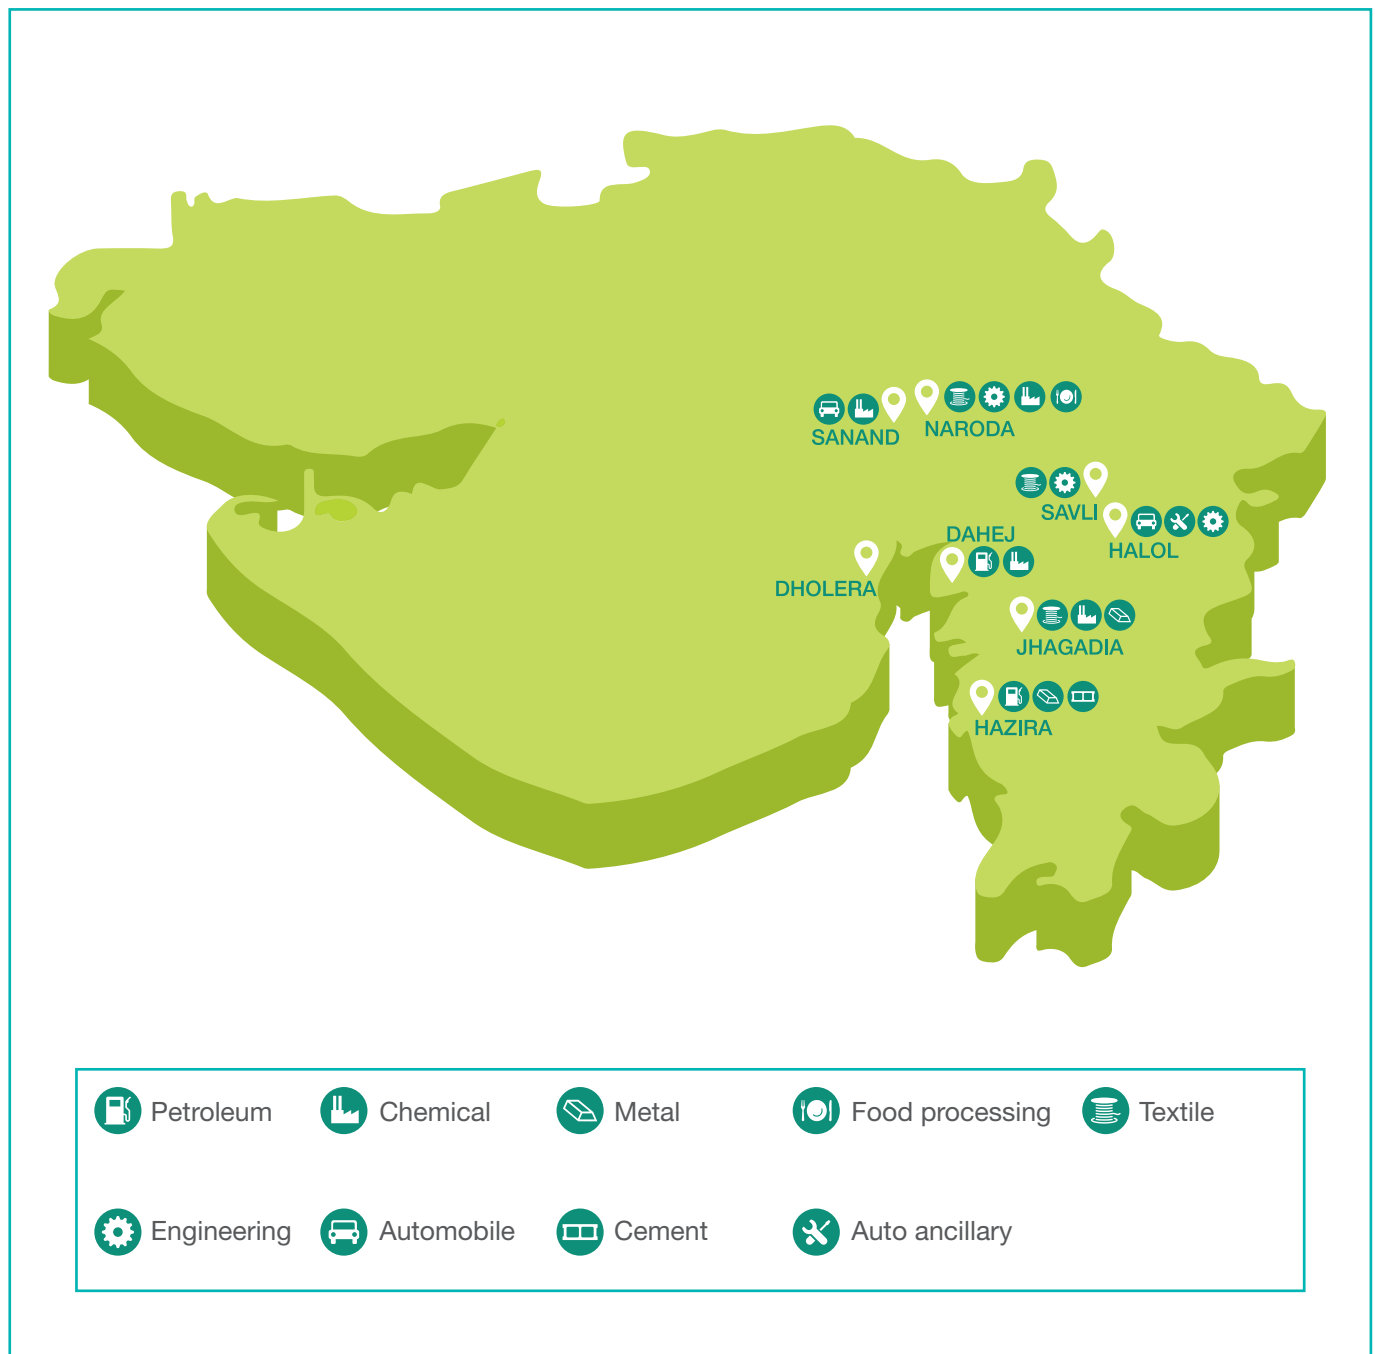 SANAND
NARODA
SAVLI
HALOL
DAHEJ
DHOLERA
JHAGADIA
HAZIRA
Petroleum Chemical Metal Food processing Textile
Engineering Automobile Cement Auto ancillary